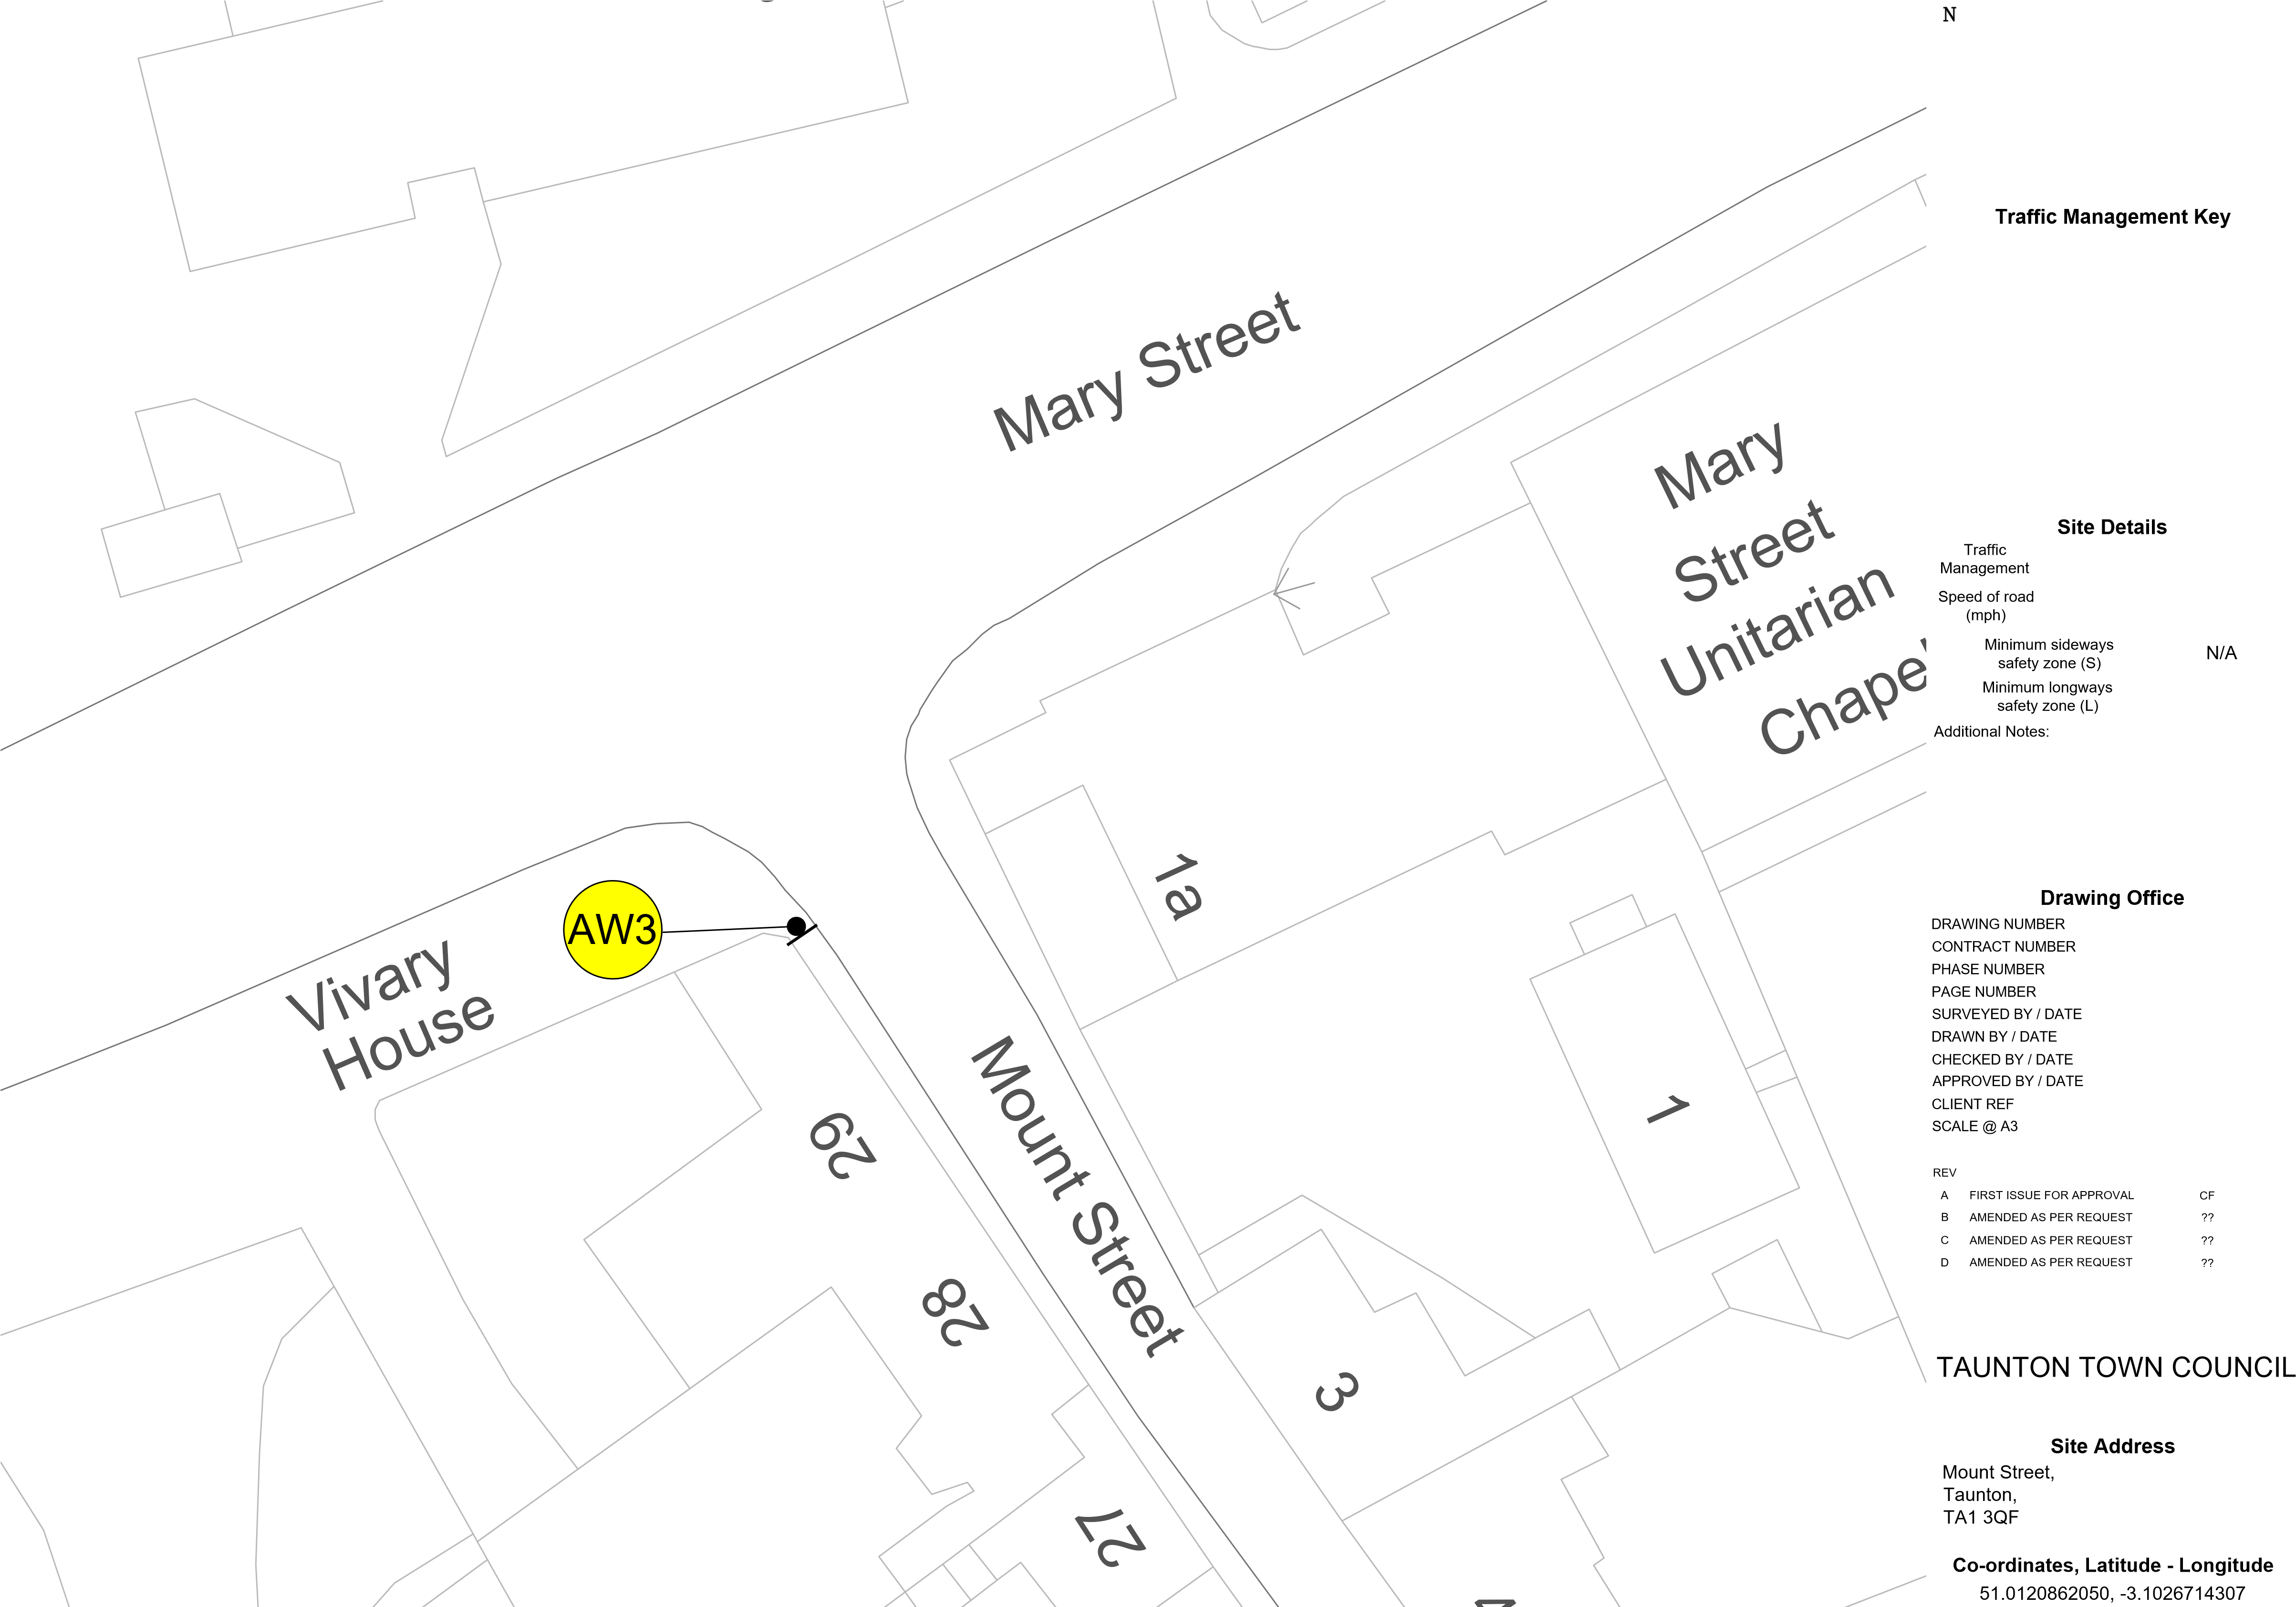 N
Traffic Management Key
Mary Street
Mary
Street
Unitarian
Chapel
Site Details
Traffic
Management
Speed of road
(mph)
Minimum sideways
safety zone (S)
N/A
Minimum longways
safety zone (L)
Additional Notes:
1a
AW3
Vivary
House
Mount Street
29
28
27
1
3
Drawing Office
DRAWING NUMBER
CONTRACT NUMBER
PHASE NUMBER
PAGE NUMBER
SURVEYED BY / DATE
DRAWN BY / DATE
CHECKED BY / DATE
APPROVED BY / DATE
CLIENT REF
SCALE @ A3
REV
A FIRST ISSUE FOR APPROVAL CF
B AMENDED AS PER REQUEST ??
C AMENDED AS PER REQUEST ??
D AMENDED AS PER REQUEST ??
TAUNTON TOWN COUNCIL
Site Address
Mount Street,
Taunton,
TA1 3QF
Co-ordinates, Latitude - Longitude
51.0120862050, -3.1026714307